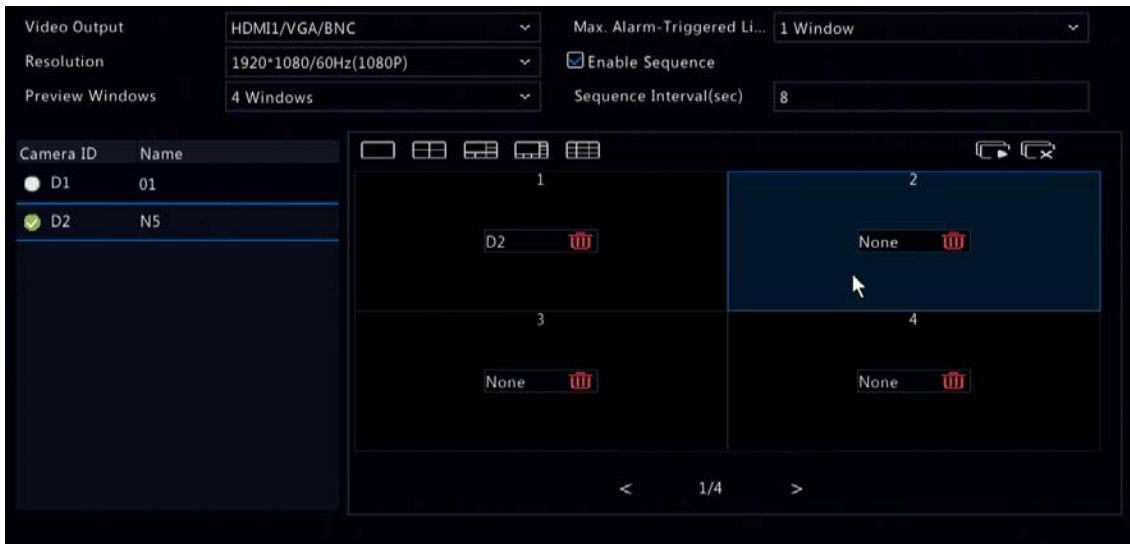 Video Output HDMI1/VGA/BNC Max. Alarm-Triggered Li... 1 Window
Resolution 1920*1080/60Hz(1080P) Enable Sequence
Preview Windows 4 Windows Sequence Interval(sec) 8
Camera ID Name
D1 01
D2 N5
1 2
D2 None
3 4
None None
< 1/4 >